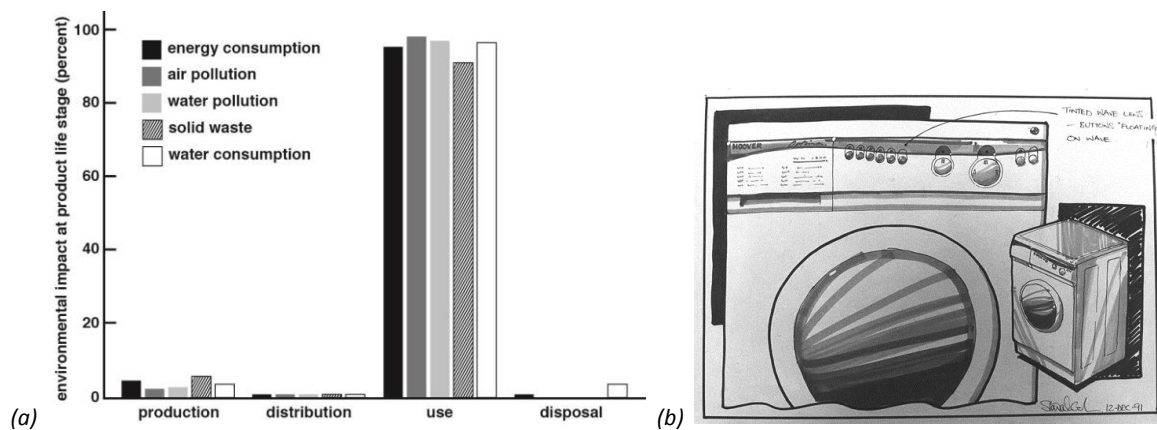 environmental impact at product life stage (percent)
100
80
60
40
20
0
energy consumption
air pollution
water pollution
solid waste
water consumption
production
distribution
use
disposal
(a)
TINTED WAVE LENS
- BUTTONS "FLOATING"
ON WAVE
HOOVER
12-DEC-91
(b)